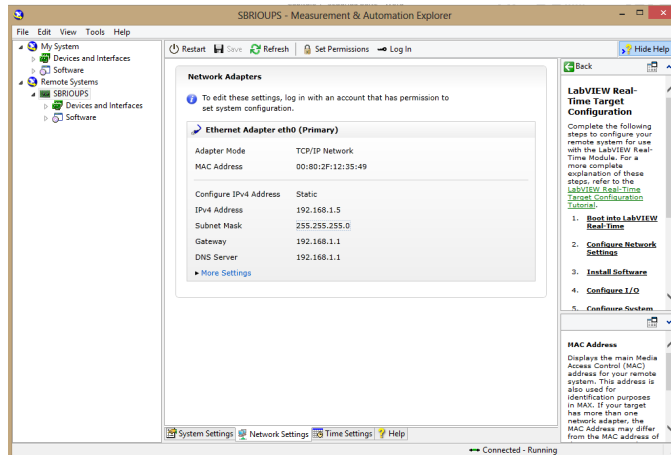 SBRIOUPS - Measurement & Automation Explorer
File Edit View Tools Help
My System
Devices and Interfaces
Software
Remote Systems
SBRIOUPS
Devices and Interfaces
Software
Restart Save Refresh Set Permissions Log In
Hide Help
Network Adapters
To edit these settings, log in with an account that has permission to
set system configuration.
Ethernet Adapter eth0 (Primary)
Adapter Mode TCP/IP Network
MAC Address 00:80:2F:12:35:49
Configure IPv4 Address Static
IPv4 Address 192.168.1.5
Subnet Mask 255.255.255.0
Gateway 192.168.1.1
DNS Server 192.168.1.1
More Settings
System Settings Network Settings Time Settings Help
Back
LabVIEW Real-
Time Target
Configuration
Complete the following
steps to configure your
remote system for use
with the LabVIEW Real-
Time Module. For a
more complete
explanation of these
steps, refer to the
LabVIEW Real-Time
Target Configuration
Tutorial.
1. Boot into LabVIEW
Real-Time
2. Configure Network
Settings
3. Install Software
4. Configure I/O
5. Configure System
MAC Address
Displays the main Media
Access Control (MAC)
address for your remote
system. This address is
also used for
identification purposes
in MAX. If your target
has more than one
network adapter, the
MAC Address may differ
from the MAC address of
Connected - Running